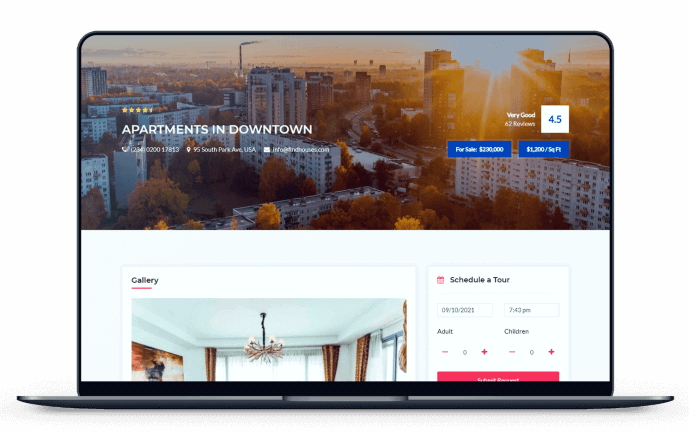 Very Good
62 Reviews
4.5
APARTMENTS IN DOWNTOWN
(234) 0200 17813 95 South Park Ave, USA info@findhouses.com
For Sale: $230,000 $1,200 / Sq Ft
Gallery
Schedule a Tour
09/10/2021 7:43 pm
Adult Children
− 0 + − 0 +
Submit Request